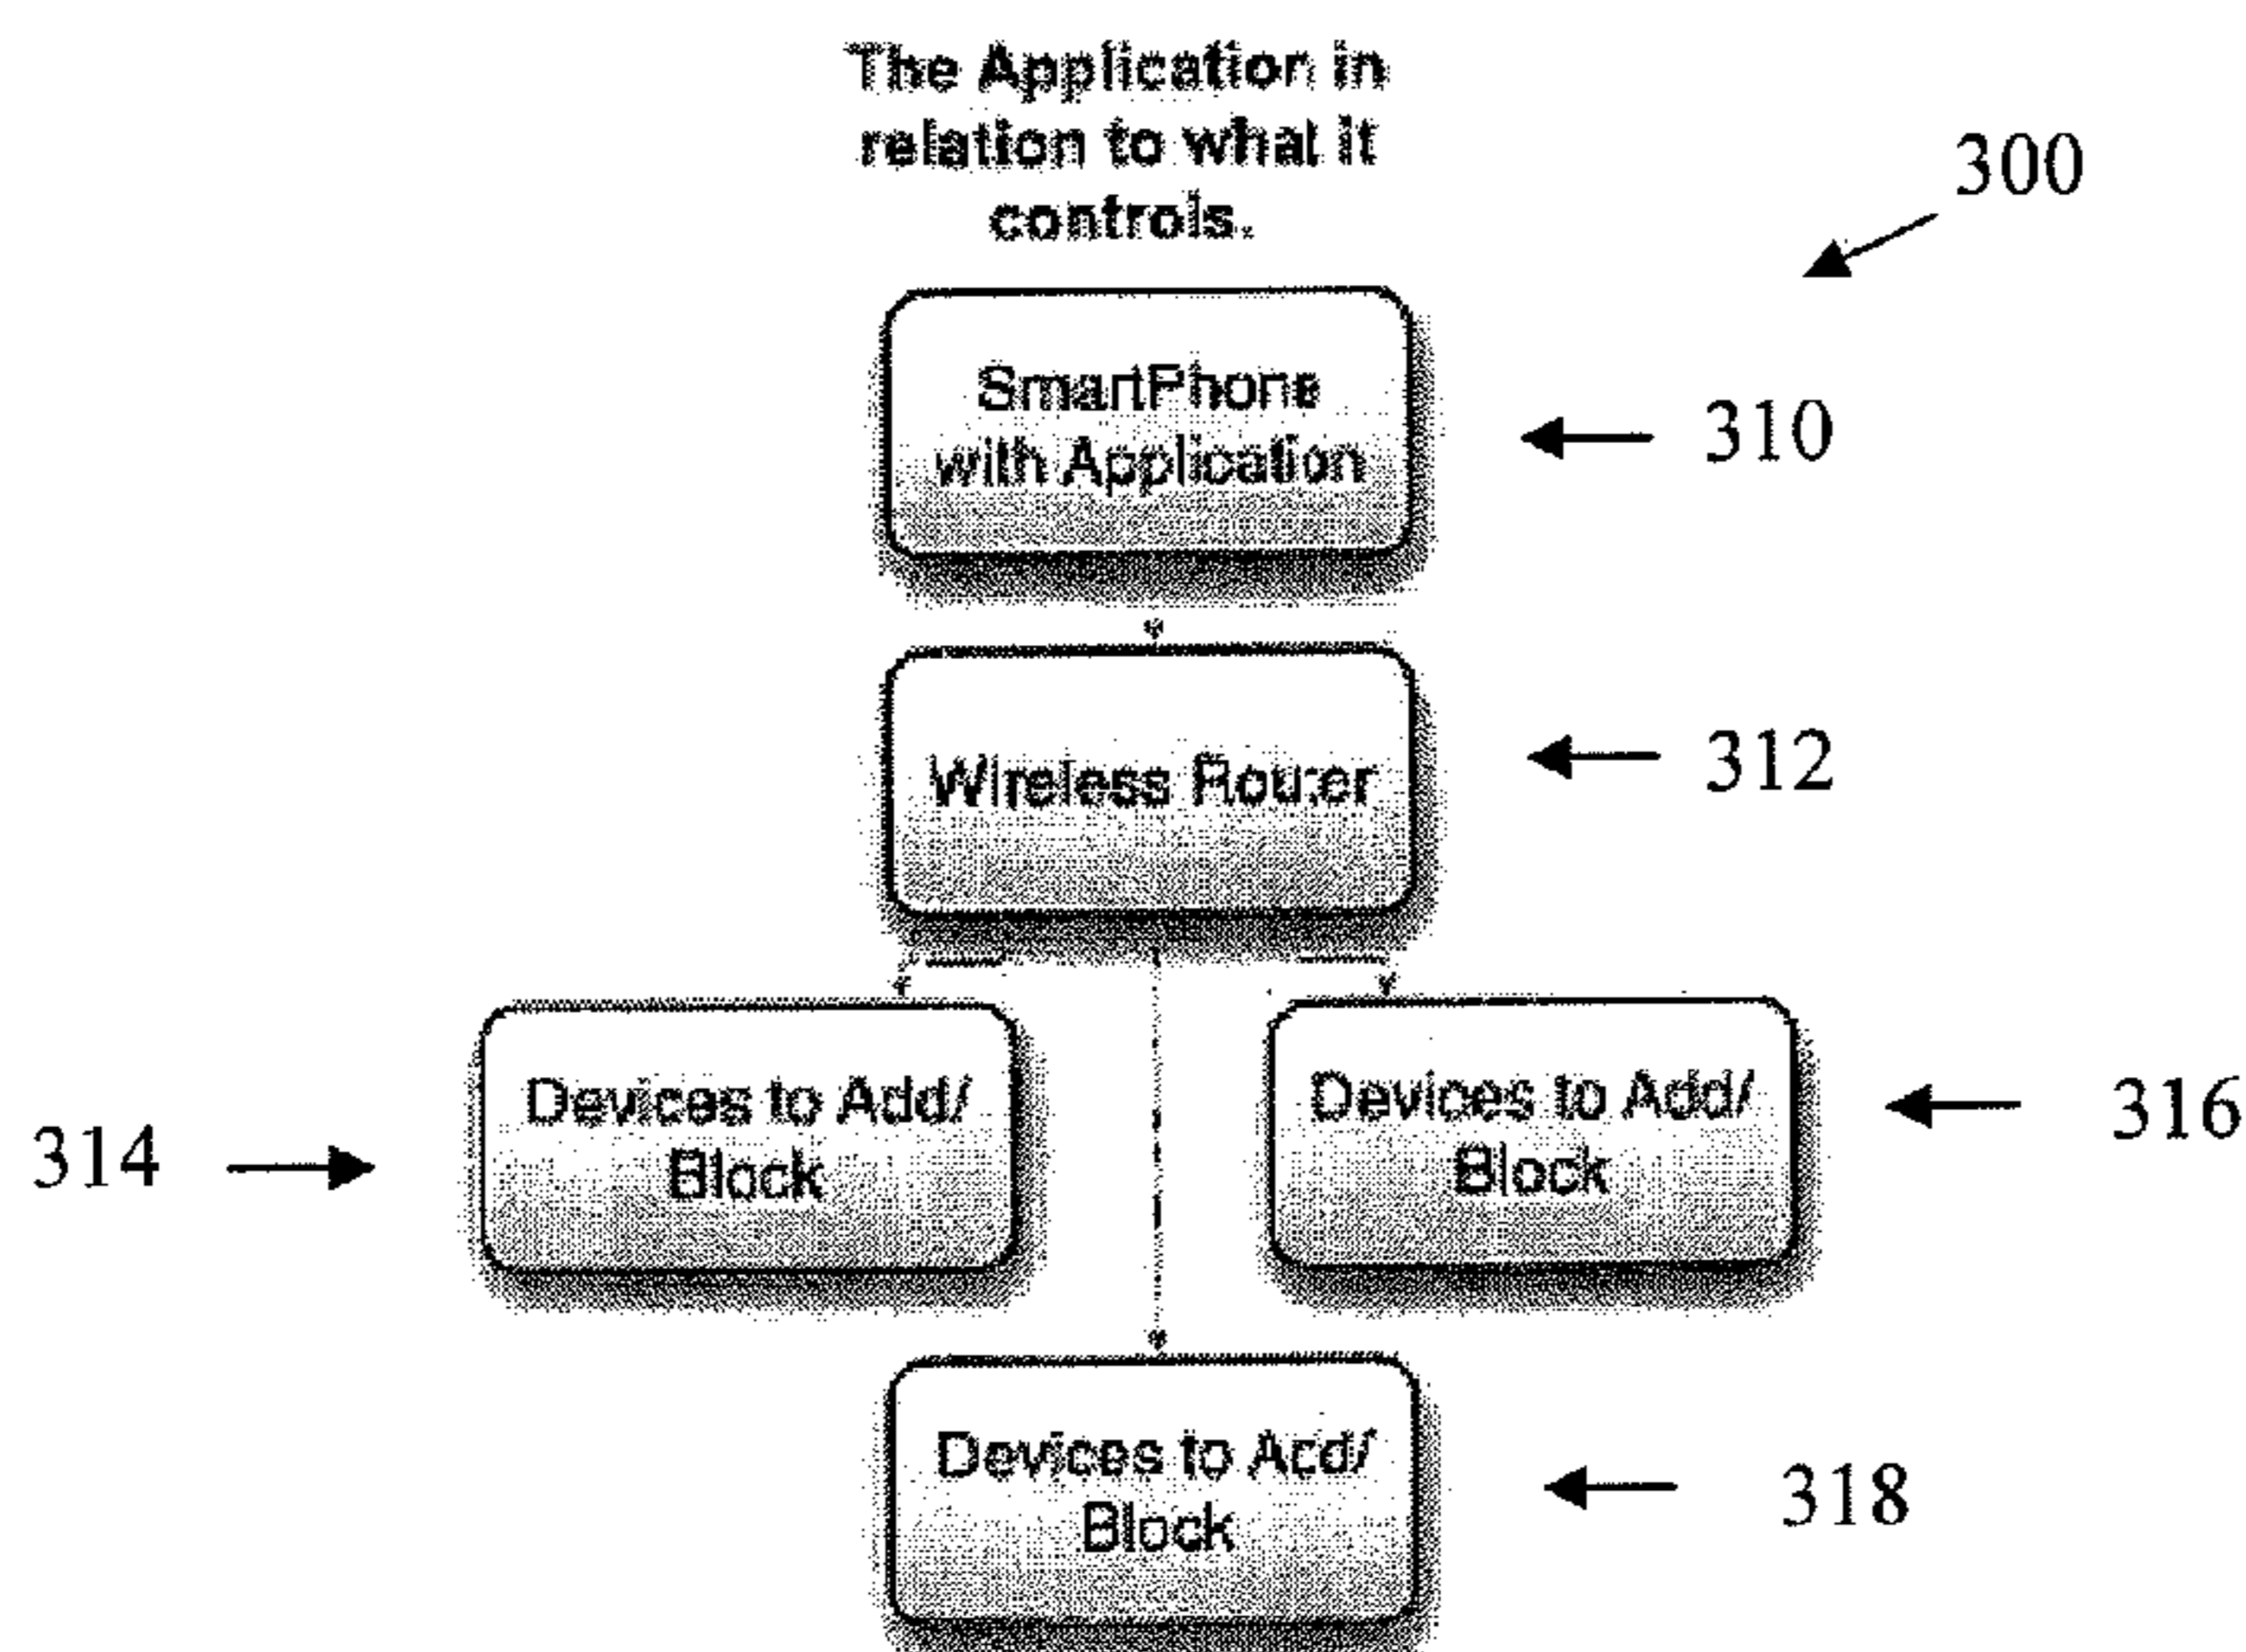 The Application in
relation to what it
controls.
300
SmartPhone
with Application
310
Wireless Router
312
Devices to Add/
Block
314
Devices to Add/
Block
316
Devices to Add/
Block
318